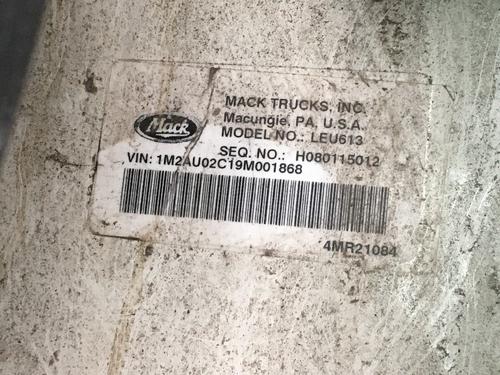 MACK TRUCKS, INC.
Macungie, PA, U.S.A.
MODEL NO.: LEU613
Mack
SEQ. NO.: H080115012
VIN: 1M2AU02C19M001868
4MR21084